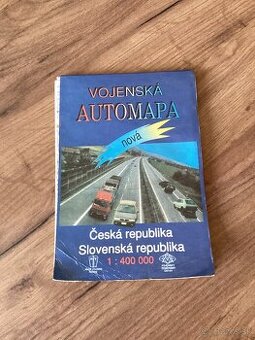 VOJENSKÁ
AUTOMAPA
nová
Česká republika
Slovenská republika
1 : 400 000